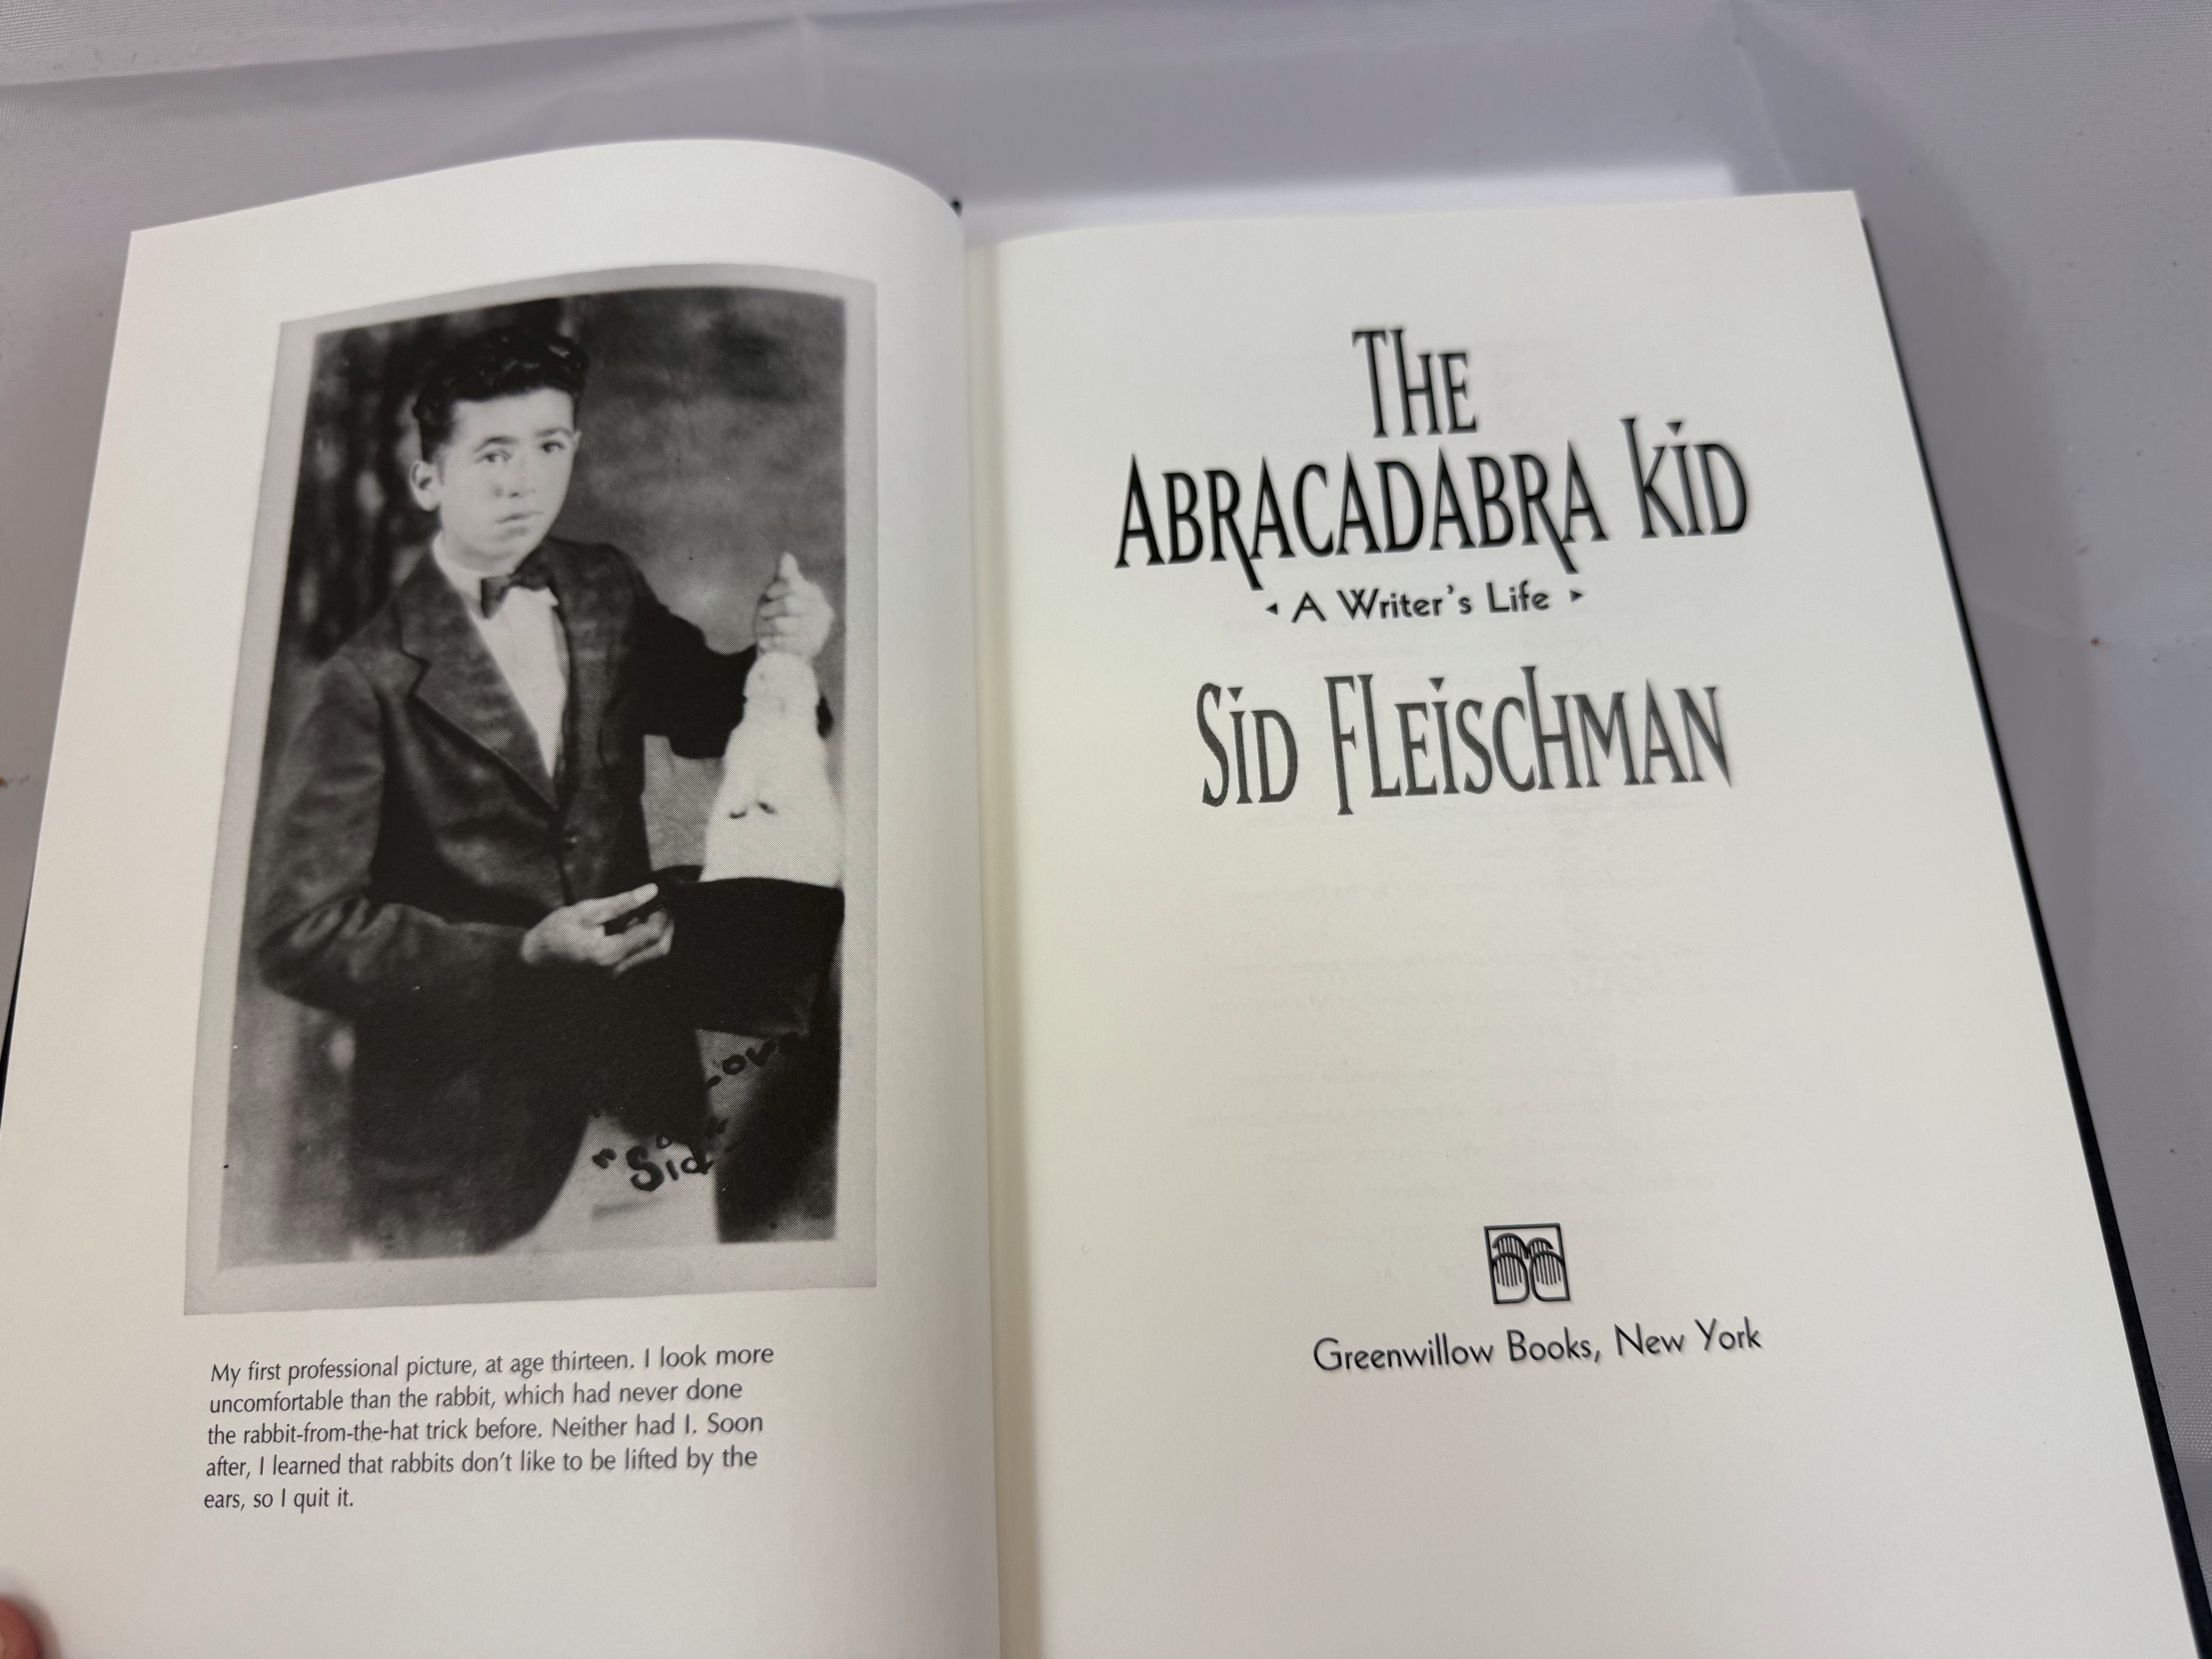 Love
"Sid"
My first professional picture, at age thirteen. I look more
uncomfortable than the rabbit, which had never done
the rabbit-from-the-hat trick before. Neither had I. Soon
after, I learned that rabbits don't like to be lifted by the
ears, so I quit it.
THE
ABRACADABRA KID
A Writer's Life
SID FLEISCHMAN
Greenwillow Books, New York